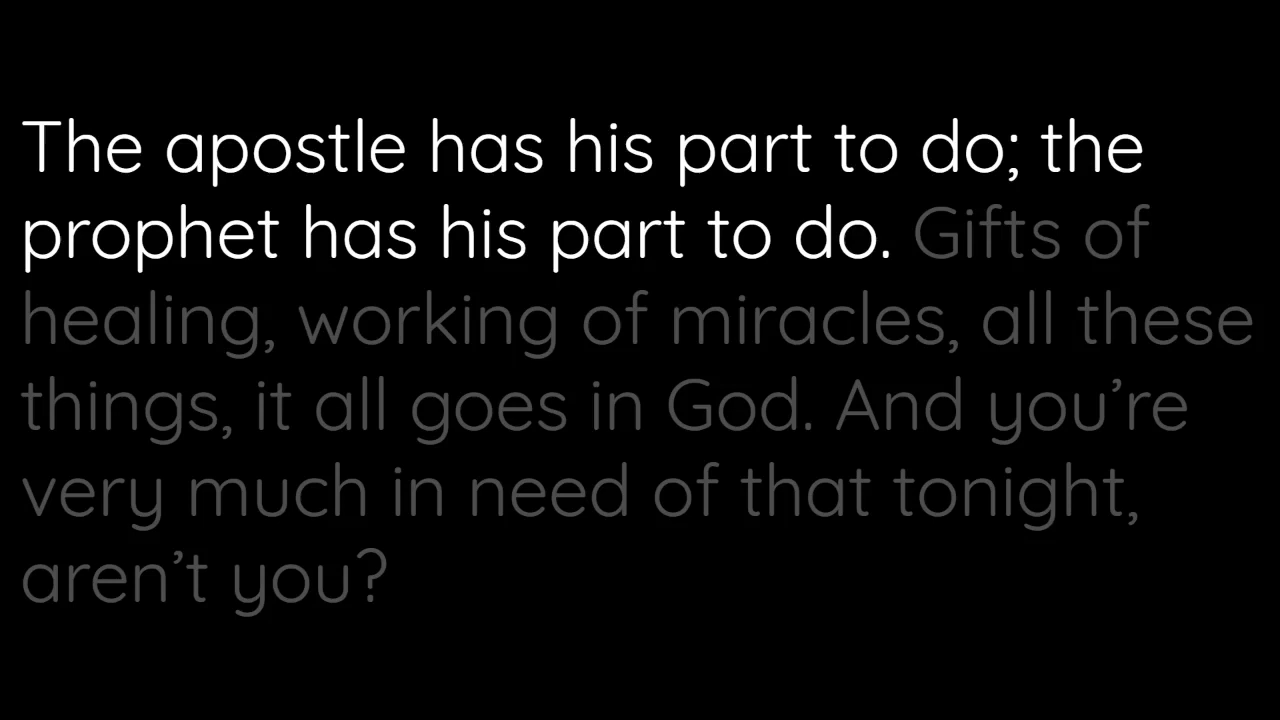 The apostle has his part to do; the
prophet has his part to do. Gifts of
healing, working of miracles, all these
things, it all goes in God. And you’re
very much in need of that tonight,
aren’t you?